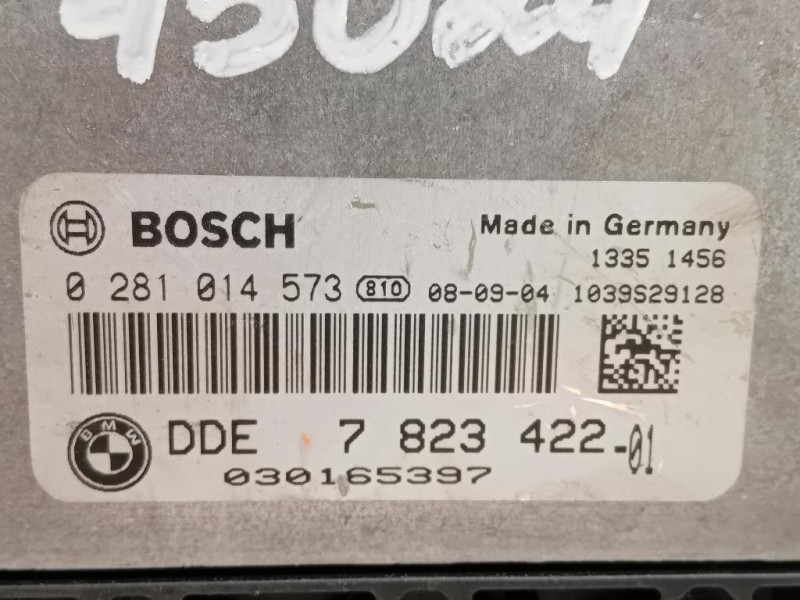 BOSCH
Made in Germany
1335 1456
0 281 014 573 810 08-09-04 1039S29128
BMW
DDE 7 823 422-01
030165397